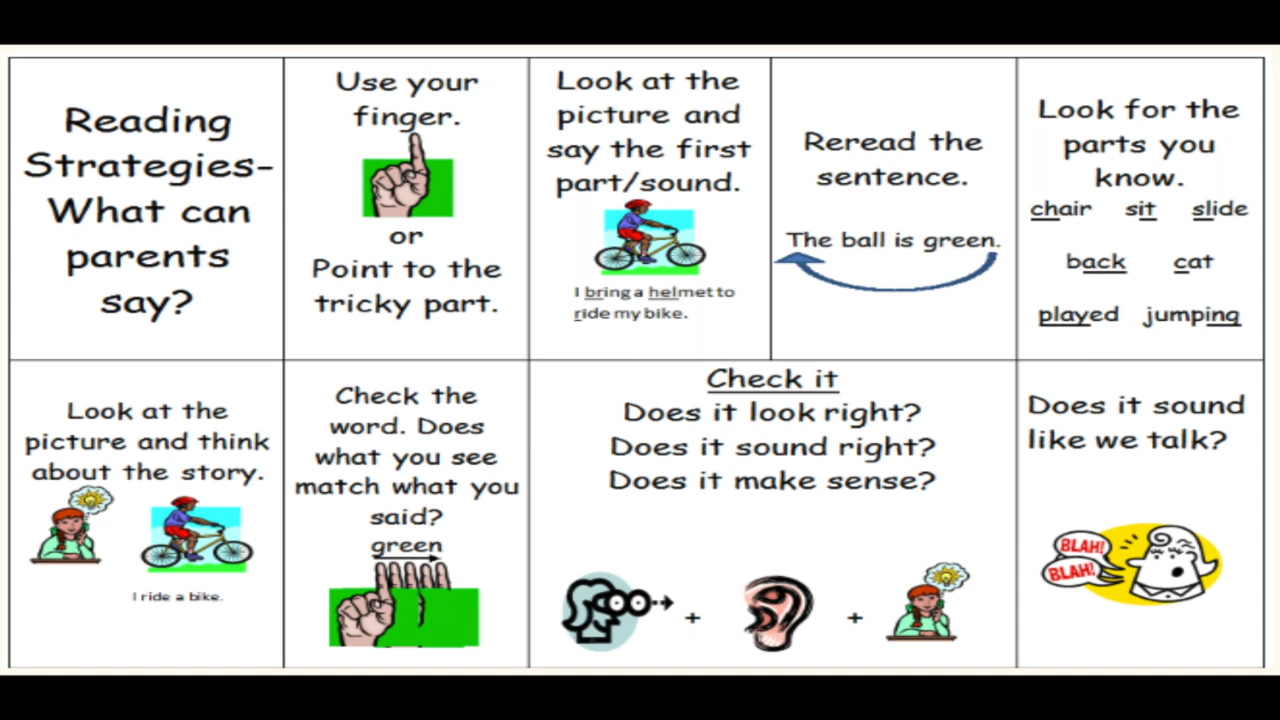 Reading
Strategies-
What can
parents
say?
Use your
finger.
or
Point to the
tricky part.
Look at the
picture and
say the first
part/sound.
I bring a helmet to
ride my bike.
Reread the
sentence.
The ball is green.
Look for the
parts you
know.
chair sit slide
back cat
played jumping
Look at the
picture and think
about the story.
I ride a bike.
Check the
word. Does
what you see
match what you
said?
green
Check it
Does it look right?
Does it sound right?
Does it make sense?
+ +
Does it sound
like we talk?
BLAH!
BLAH!